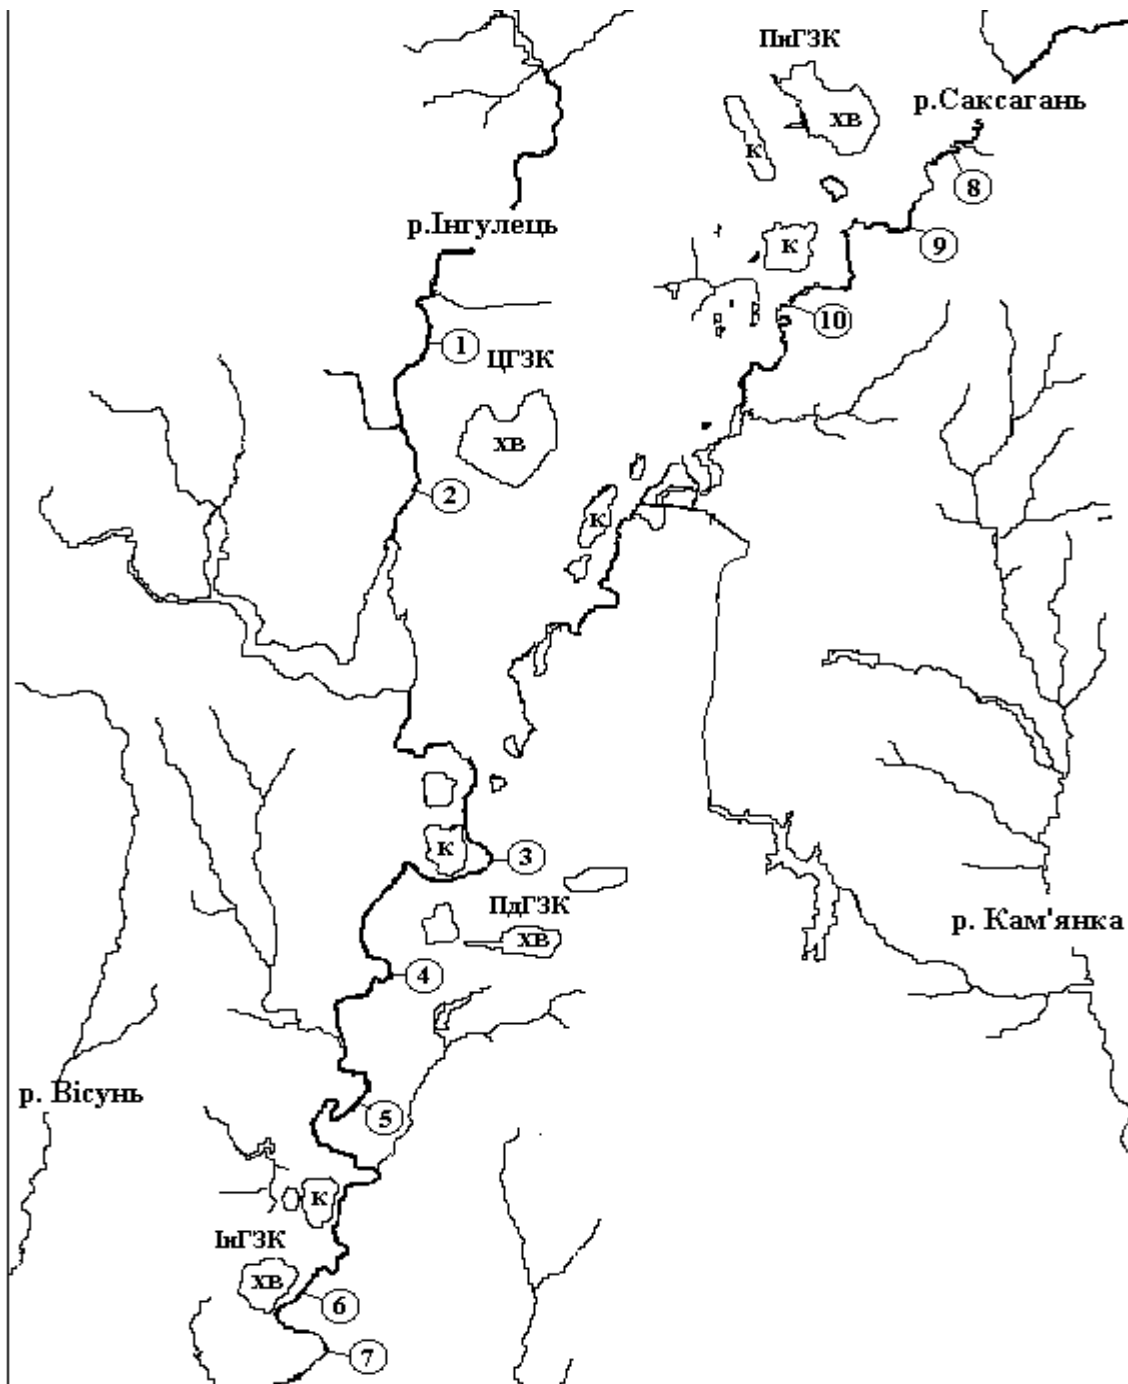 ПнГЗК
р.Саксагань
ХВ
К
8
р.Інгулець
9
К
10
1
ЦГЗК
ХВ
2
К
К
3
ПдГЗК
ХВ
р. Кам'янка
4
р. Вісунь
5
К
ІнГЗК
ХВ
6
7